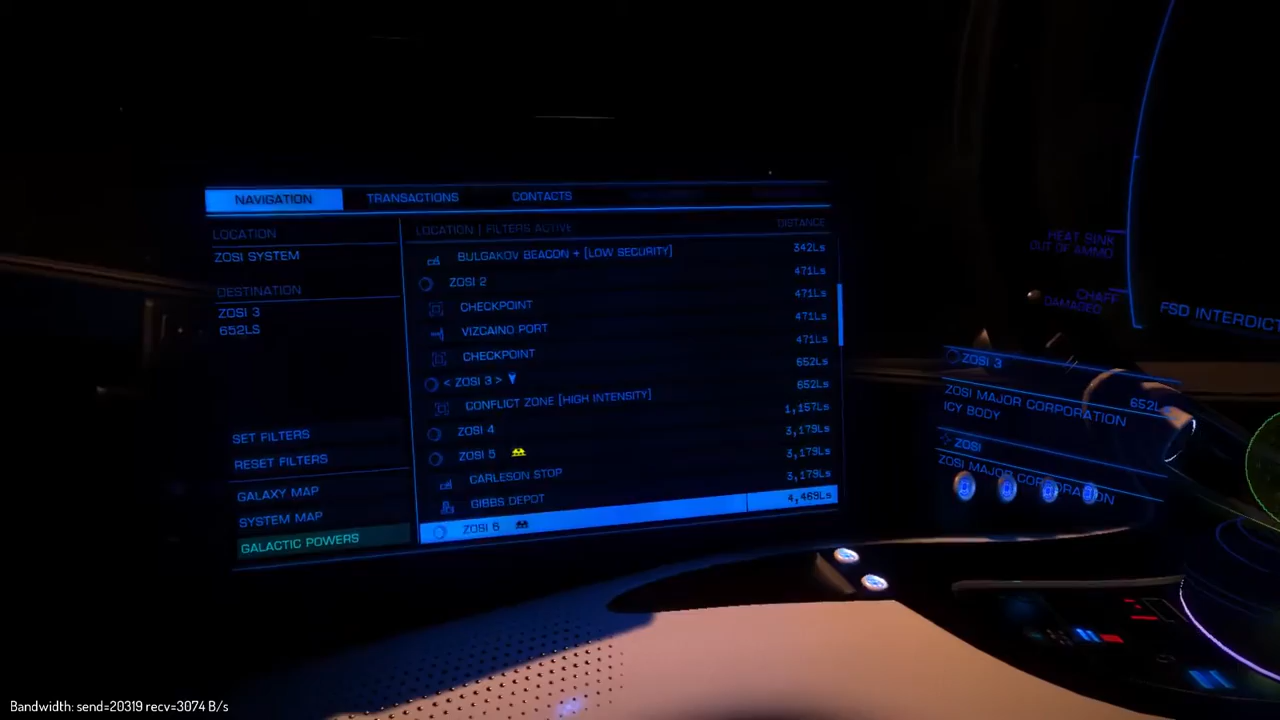 NAVIGATION TRANSACTIONS CONTACTS
LOCATION
ZOSI SYSTEM
DESTINATION
ZOSI 3
652LS
SET FILTERS
RESET FILTERS
GALAXY MAP
SYSTEM MAP
GALACTIC POWERS
LOCATION | FILTERS ACTIVE DISTANCE
BULGAKOV BEACON + [LOW SECURITY] 342Ls
ZOSI 2 471Ls
CHECKPOINT 471Ls
VIZCAINO PORT 471Ls
CHECKPOINT 471Ls
< ZOSI 3 > 652Ls
CONFLICT ZONE [HIGH INTENSITY] 652Ls
ZOSI 4 1,157Ls
ZOSI 5 3,179Ls
CARLESON STOP 3,179Ls
GIBBS DEPOT 3,179Ls
ZOSI 6 4,469Ls
HEAT SINK
OUT OF AMMO
CHAFF
DAMAGED
FSD INTERDICT
ZOSI 3
652L
ZOSI MAJOR CORPORATION
ICY BODY
ZOSI
ZOSI MAJOR CORPORATION
Bandwidth: send=20319 recv=3074 B/s